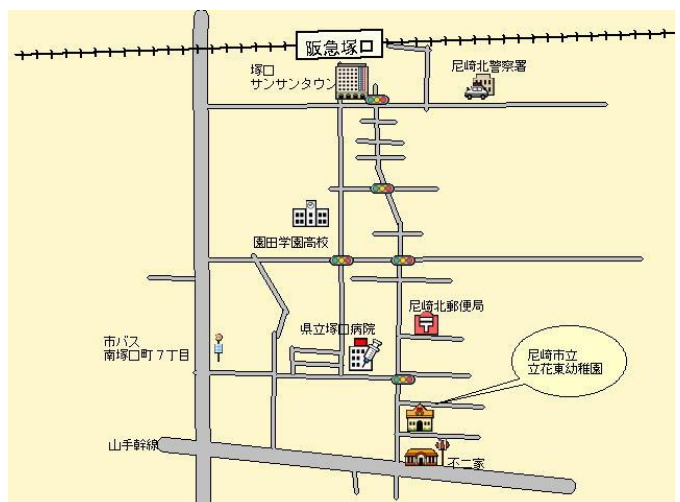 阪急塚口
塚口
サンサンタウン
尼崎北警察署
園田学園高校
尼崎北郵便局
県立塚口病院
市バス
南塚口町７丁目
尼崎市立
立花東幼稚園
山手幹線
不二家